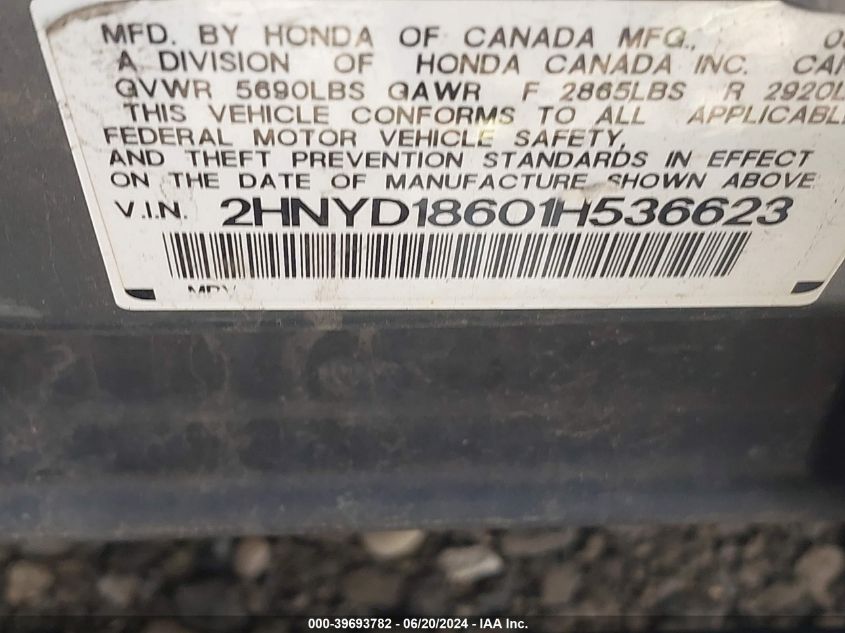 MFD. BY HONDA OF CANADA MFG.,
A DIVISION OF HONDA CANADA INC.
GVWR 5690LBS GAWR F 2865LBS R 2920L
THIS VEHICLE CONFORMS TO ALL APPLICABL
FEDERAL MOTOR VEHICLE SAFETY,
AND THEFT PREVENTION STANDARDS IN EFFECT
ON THE DATE OF MANUFACTURE SHOWN ABOVE
V.I.N. 2HNYD18601H536623
MPV
000-39693782 - 06/20/2024 - IAA Inc.